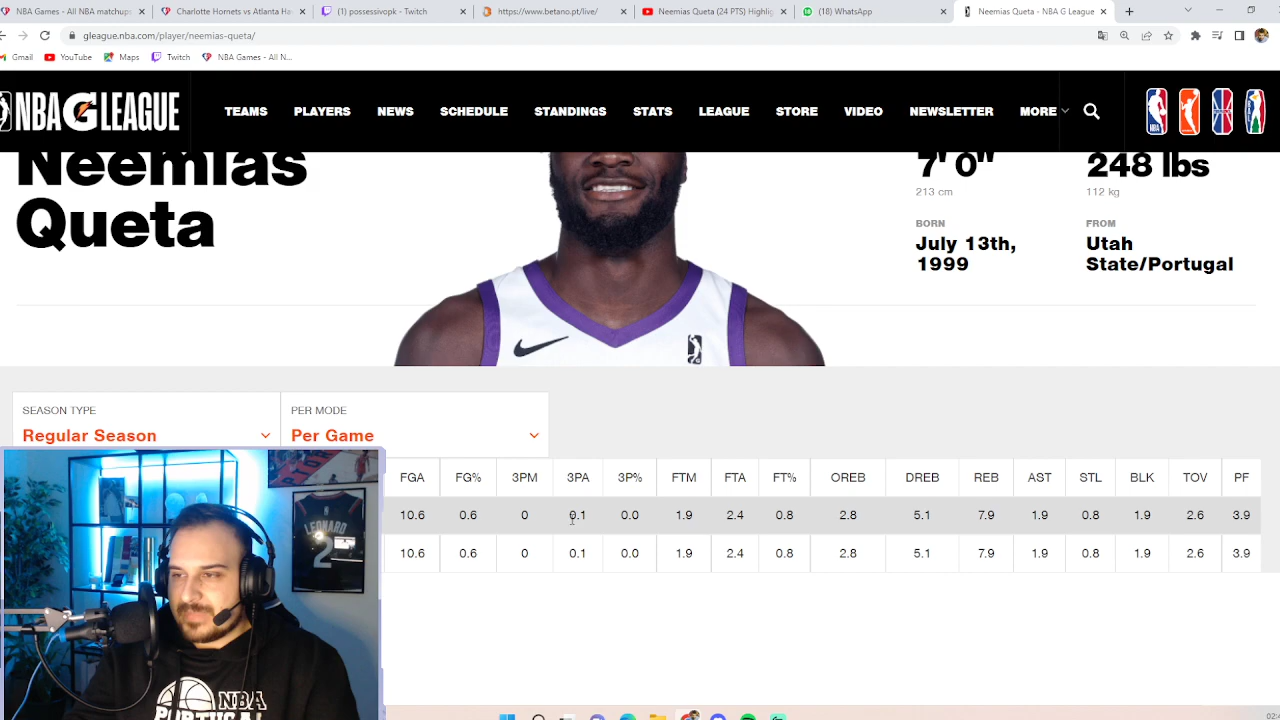 NBA Games - All NBA matchups
Charlotte Hornets vs Atlanta Ha
(1) possessivopk - Twitch
https://www.betano.pt/live/
Neemias Queta (24 PTS) Highlig
(18) WhatsApp
Neemias Queta - NBA G League
gleague.nba.com/player/neemias-queta/
Gmail
YouTube
Maps
Twitch
NBA Games - All N...
NBA G LEAGUE
TEAMS
PLAYERS
NEWS
SCHEDULE
STANDINGS
STATS
LEAGUE
STORE
VIDEO
NEWSLETTER
MORE
Neemias
Queta
7' 0"
213 cm
248 lbs
112 kg
BORN
July 13th,
1999
FROM
Utah
State/Portugal
SEASON TYPE
Regular Season
PER MODE
Per Game
FGA FG% 3PM 3PA 3P% FTM FTA FT% OREB DREB REB AST STL BLK TOV PF
10.6 0.6 0 0.1 0.0 1.9 2.4 0.8 2.8 5.1 7.9 1.9 0.8 1.9 2.6 3.9
10.6 0.6 0 0.1 0.0 1.9 2.4 0.8 2.8 5.1 7.9 1.9 0.8 1.9 2.6 3.9
LEONARD
2
NBA
PORTUGAL